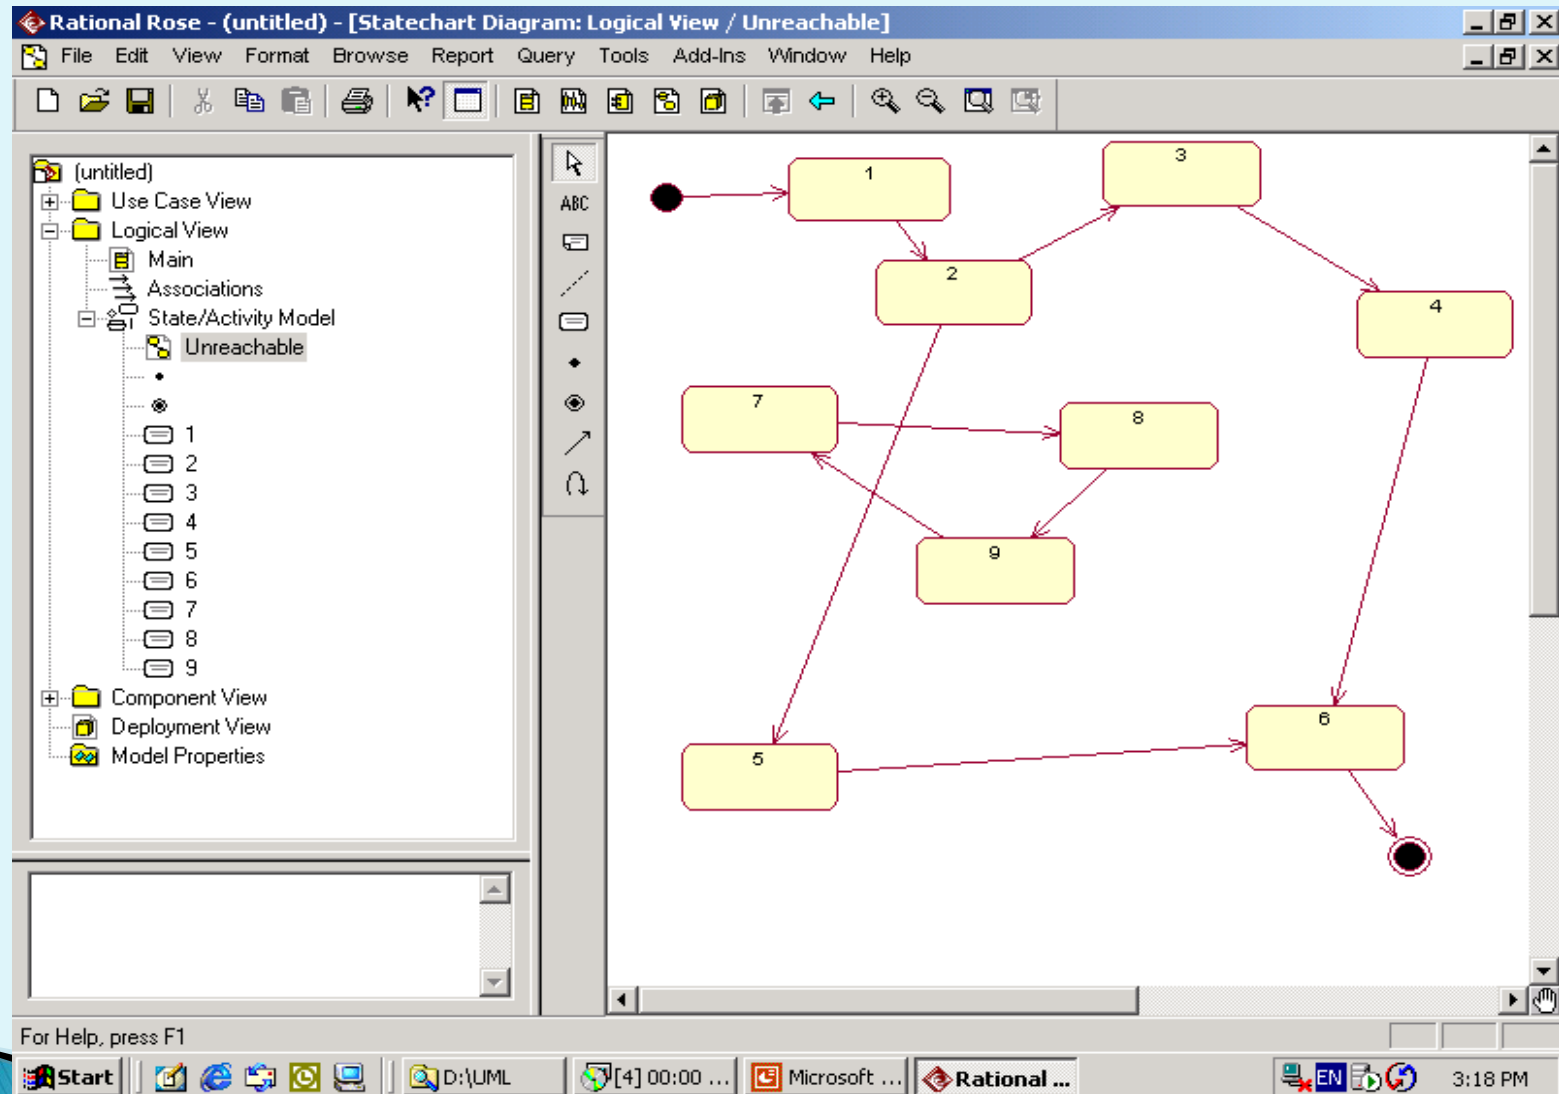 Rational Rose - (untitled) - [Statechart Diagram: Logical View / Unreachable]
File Edit View Format Browse Report Query Tools Add-Ins Window Help
(untitled)
Use Case View
Logical View
Main
Associations
State/Activity Model
Unreachable
1
2
3
4
5
6
7
8
9
Component View
Deployment View
Model Properties
ABC
1
3
2
4
7
8
9
6
5
For Help, press F1
Start D:\UML [4] 00:00 ... Microsoft ... Rational ... EN 3:18 PM